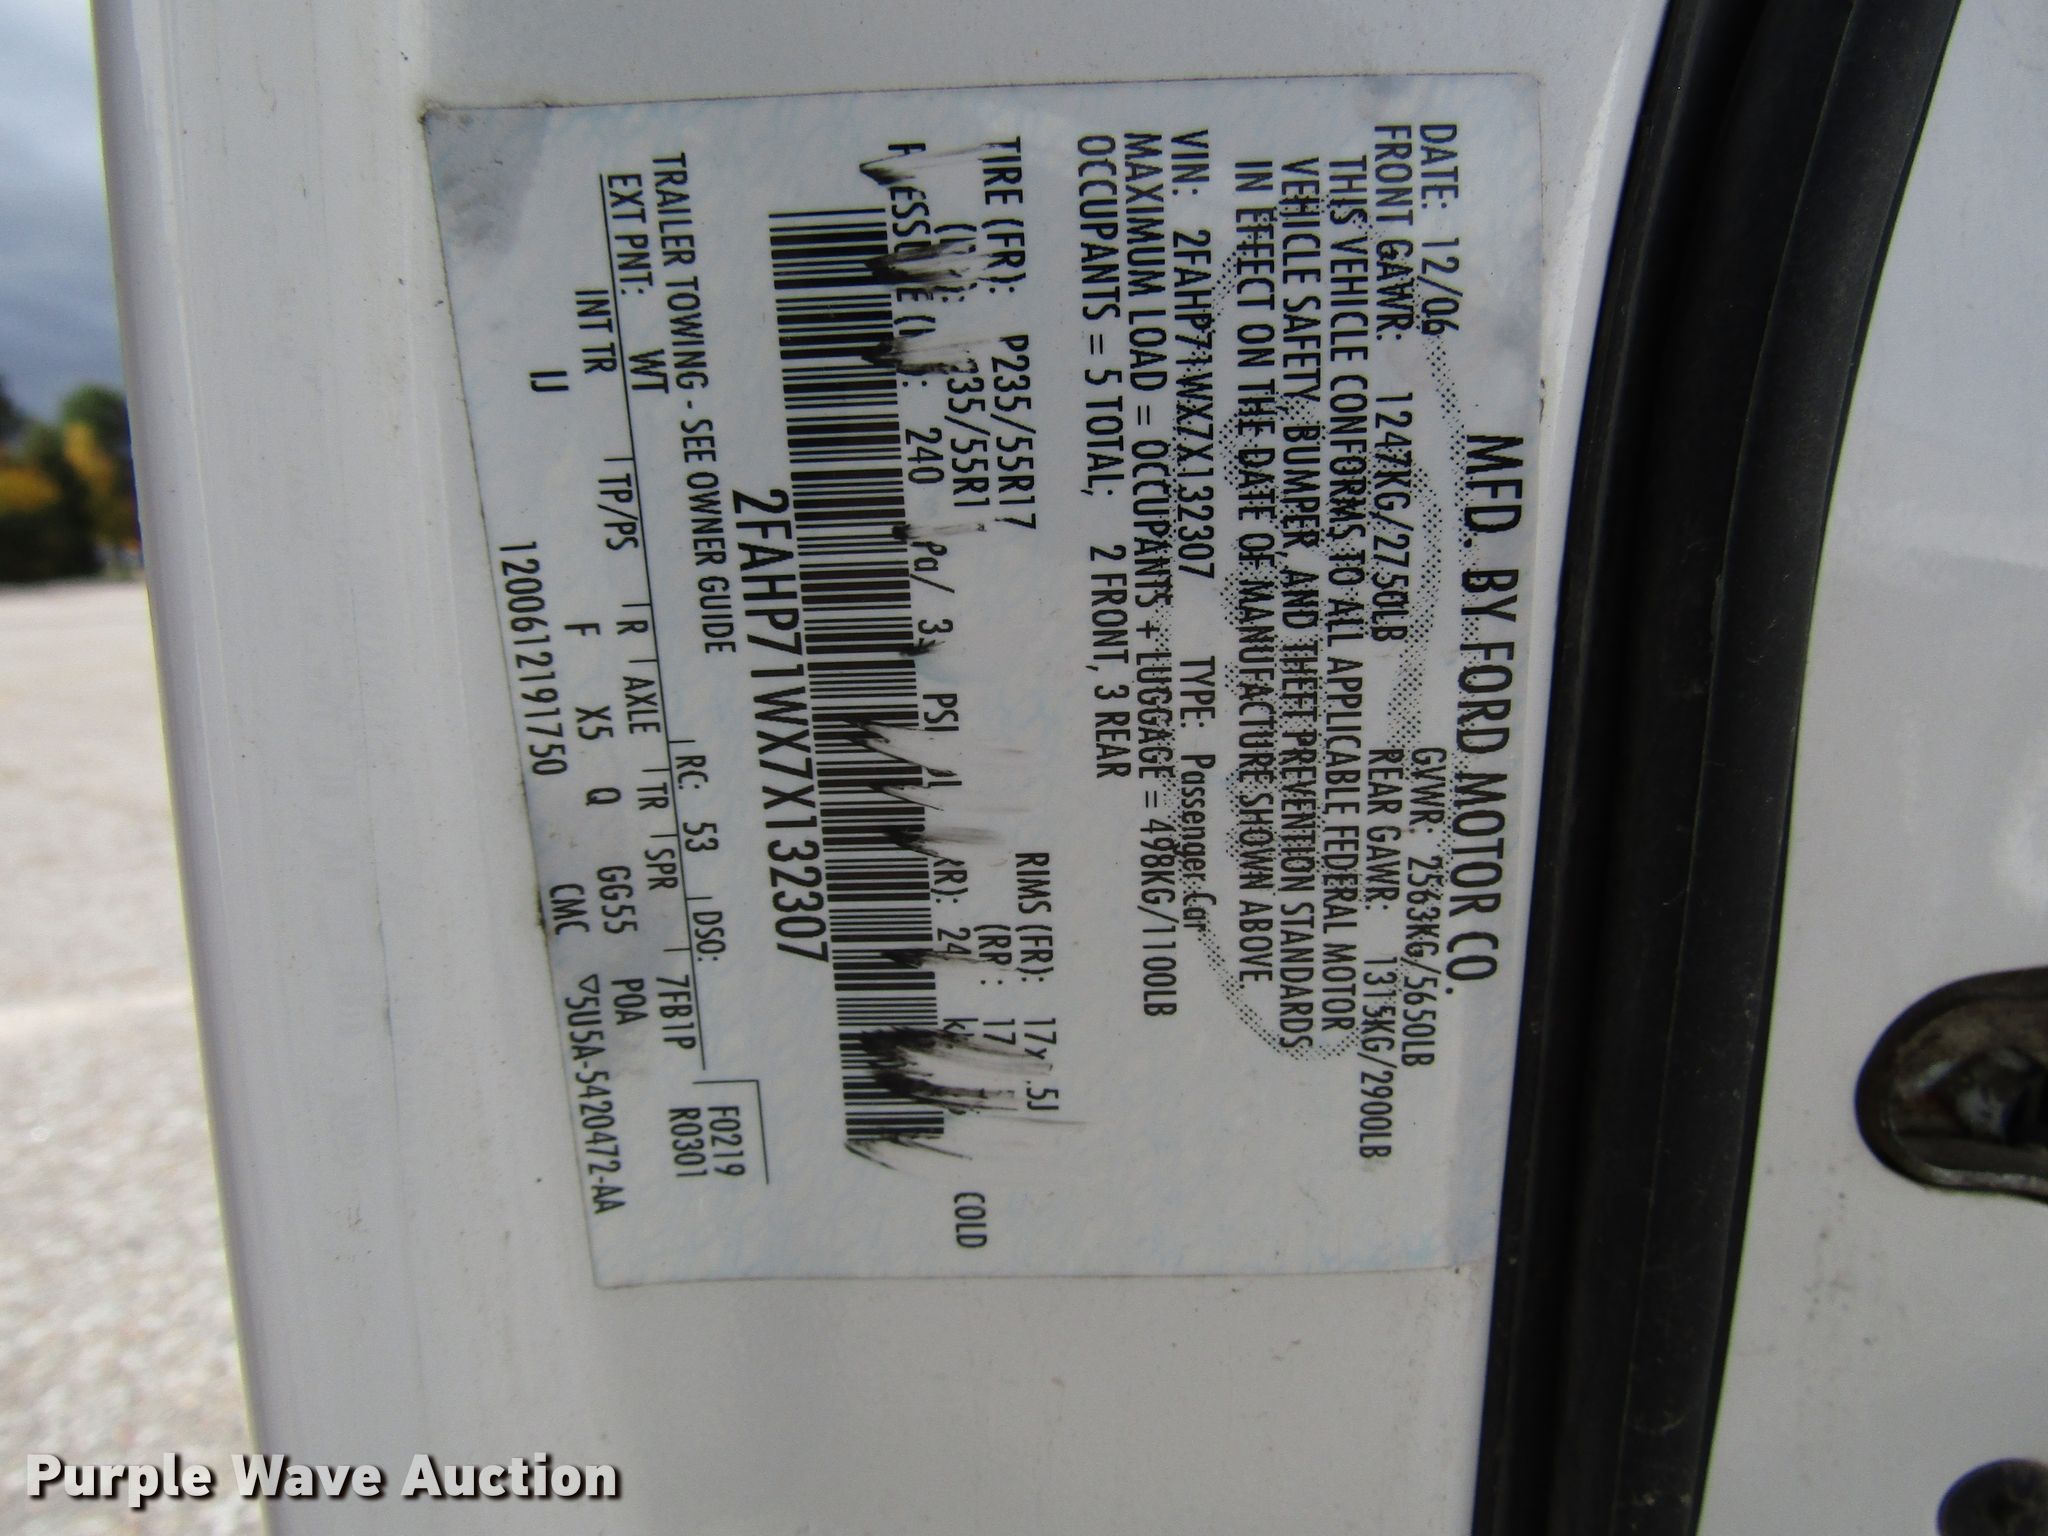 MFD. BY FORD MOTOR CO.
DATE: 12/06 GVWR: 2563KG/5650LB
FRONT GAWR: 1247KG/2750LB REAR GAWR: 1315KG/2900LB
THIS VEHICLE CONFORMS TO ALL APPLICABLE FEDERAL MOTOR
VEHICLE SAFETY, BUMPER, AND THEFT PREVENTION STANDARDS
IN EFFECT ON THE DATE OF MANUFACTURE SHOWN ABOVE.
VIN: 2FAHP71WX7X132307 TYPE: Passenger Car
MAXIMUM LOAD = OCCUPANTS + LUGGAGE = 498KG/1100LB
OCCUPANTS = 5 TOTAL; 2 FRONT, 3 REAR
TIRE (FR): P235/55R17 RIMS (FR): 17x .5J
35/55R1 17
240 PSI COLD
2FAHP71WX7X132307
F0219
R0301
TRAILER TOWING - SEE OWNER GUIDE
EXT PNT: WT RC: 53 DSO: 7FB1P
INT TR TP/PS R AXLE TR SPR POA
IJ F X5 Q GG55
1200612191750 CMC ▽5U5A-5420472-AA
Purple Wave Auction